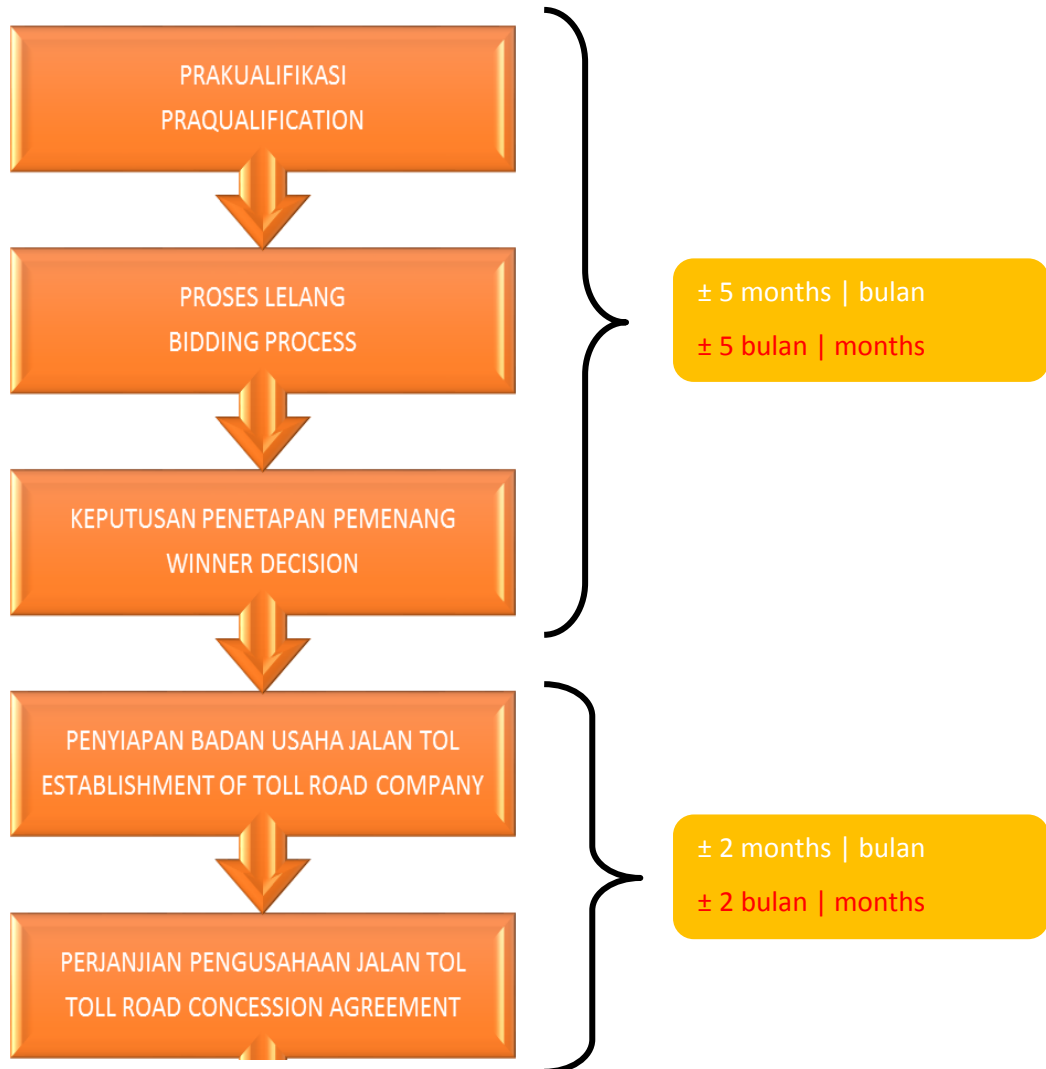 PRAKUALIFIKASI
PRAQUALIFICATION
PROSES LELANG
BIDDING PROCESS
± 5 months | bulan
± 5 bulan | months
KEPUTUSAN PENETAPAN PEMENANG
WINNER DECISION
PENYIAPAN BADAN USAHA JALAN TOL
ESTABLISHMENT OF TOLL ROAD COMPANY
± 2 months | bulan
± 2 bulan | months
PERJANJIAN PENGUSAHAAN JALAN TOL
TOLL ROAD CONCESSION AGREEMENT